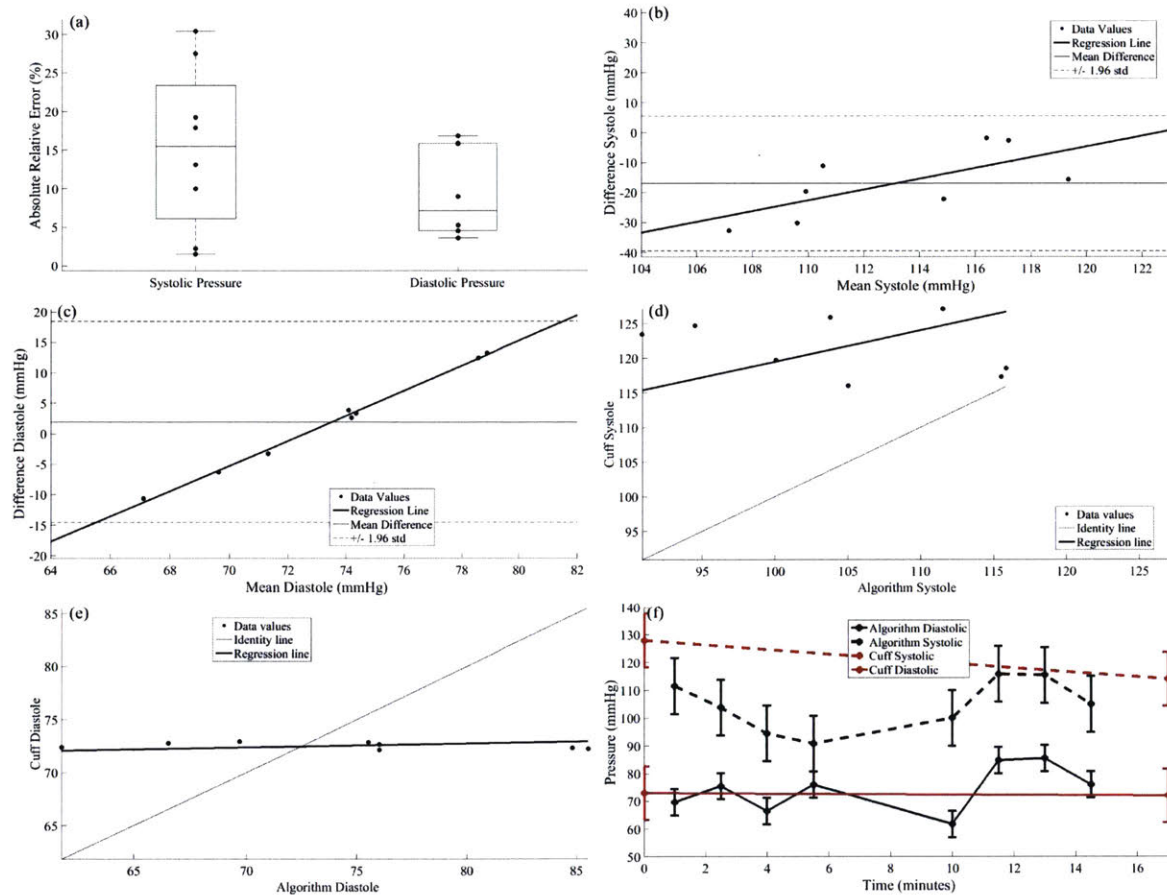 (a)
Absolute Relative Error (%)
35
30
25
20
15
10
5
0
Systolic Pressure
Diastolic Pressure
(b)
Difference Systole (mmHg)
40
30
20
10
0
-10
-20
-30
-40
Data Values
Regression Line
Mean Difference
+/- 1.96 std
104
106
108
110
112
114
116
118
120
122
Mean Systole (mmHg)
(c)
Difference Diastole (mmHg)
20
15
10
5
0
-5
-10
-15
-20
Data Values
Regression Line
Mean Difference
+/- 1.96 std
64
66
68
70
72
74
76
78
80
82
Mean Diastole (mmHg)
(d)
Cuff Systole
125
120
115
110
105
100
95
Data values
Identity line
Regression line
95
100
105
110
115
120
125
Algorithm Systole
(e)
Cuff Diastole
85
80
75
70
65
Data values
Identity line
Regression line
65
70
75
80
85
Algorithm Diastole
(f)
Pressure (mmHg)
140
130
120
110
100
90
80
70
60
50
Algorithm Diastolic
Algorithm Systolic
Cuff Systolic
Cuff Diastolic
0
2
4
6
8
10
12
14
16
Time (minutes)